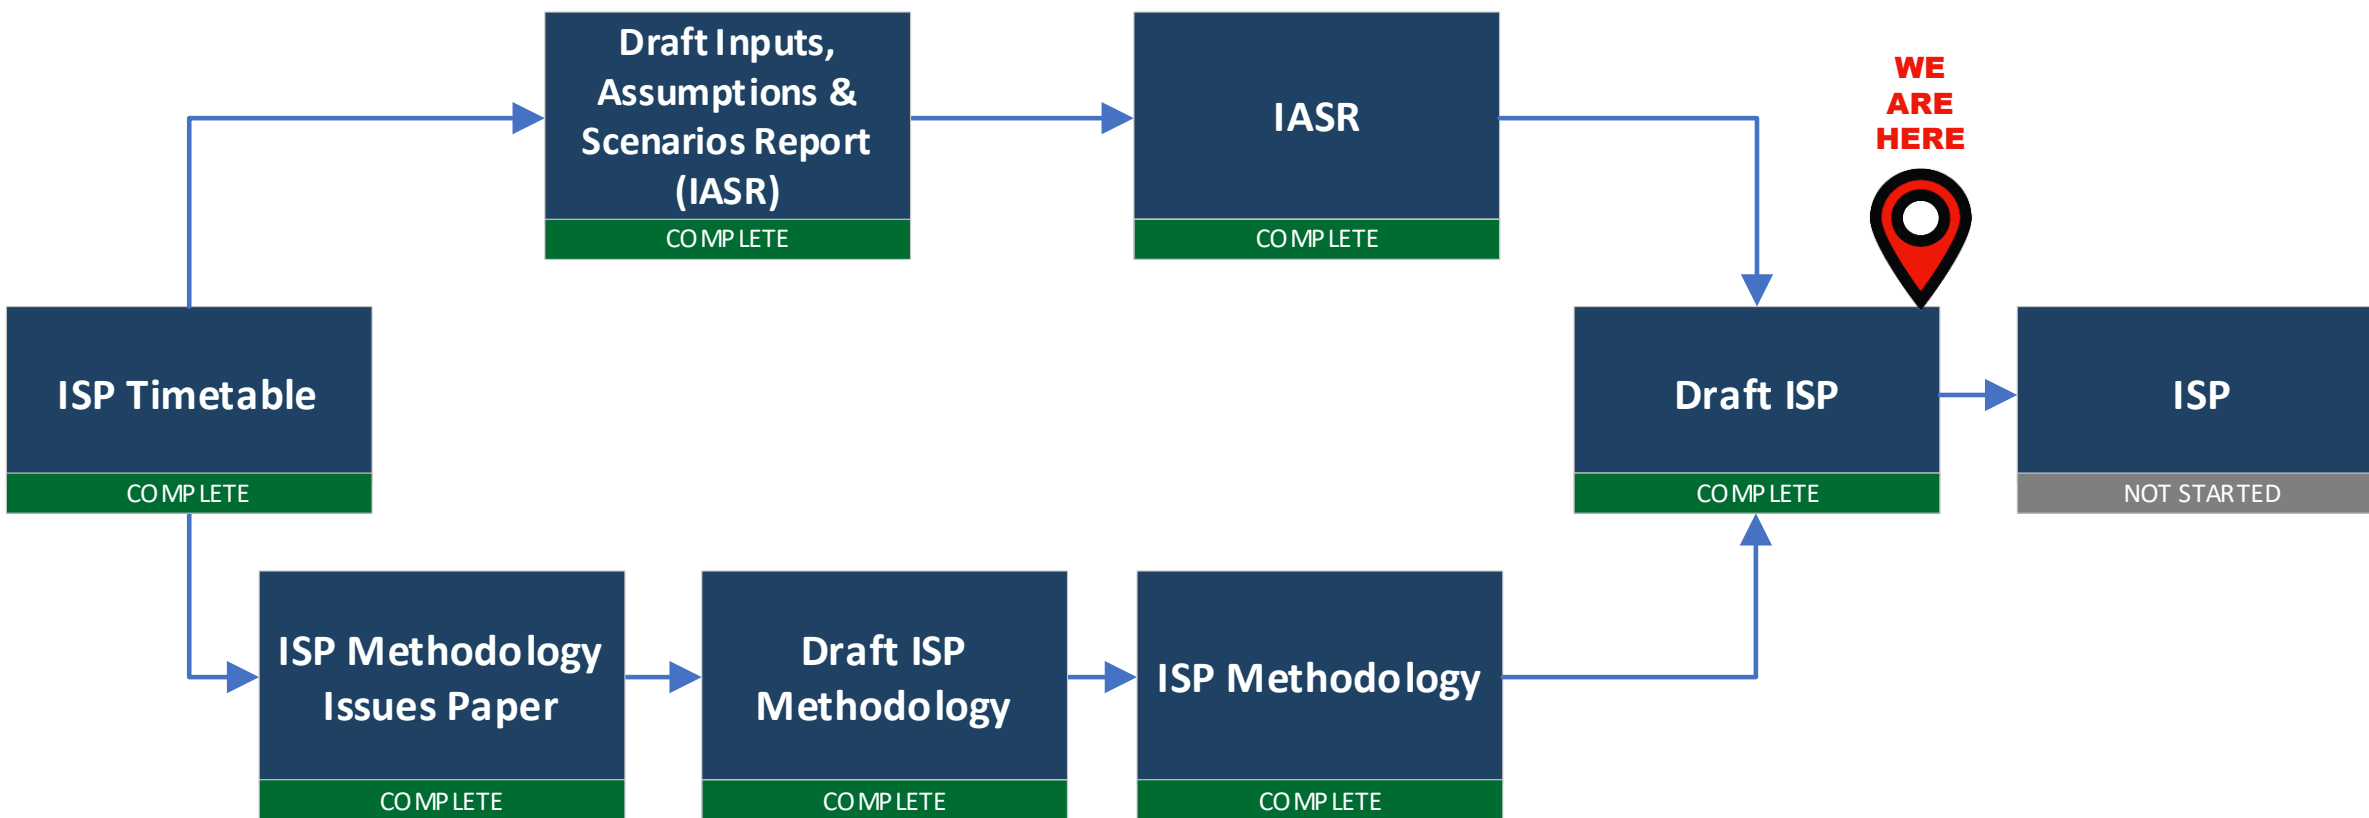 Draft Inputs,
Assumptions &
Scenarios Report
(IASR)
COMPLETE
IASR
COMPLETE
WE
ARE
HERE
ISP Timetable
COMPLETE
Draft ISP
COMPLETE
ISP
NOT STARTED
ISP Methodology
Issues Paper
COMPLETE
Draft ISP
Methodology
COMPLETE
ISP Methodology
COMPLETE